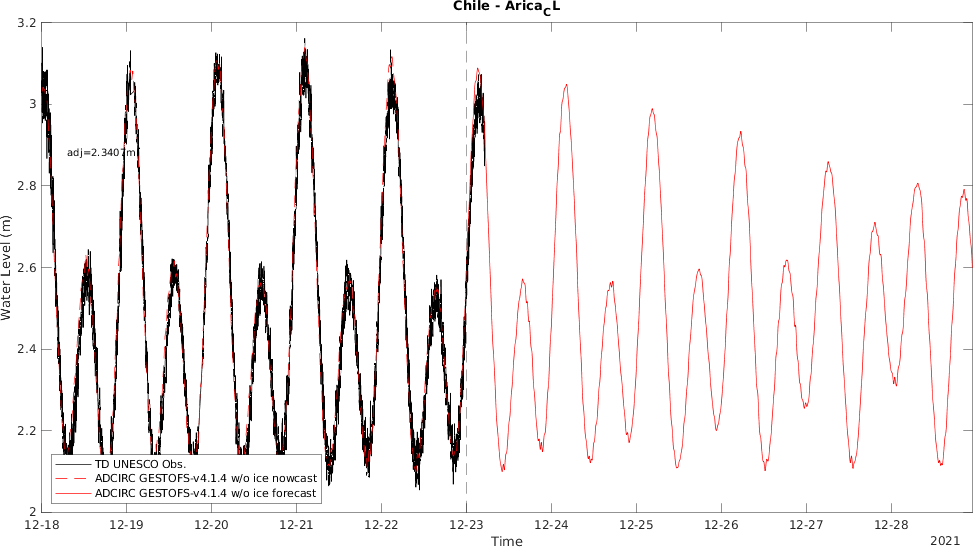 Chile - Arica_CL
3.2
3
2.8
2.6
2.4
2.2
2
Water Level (m)
adj=2.3407m
TD UNESCO Obs.
ADCIRC GESTOFS-v4.1.4 w/o ice nowcast
ADCIRC GESTOFS-v4.1.4 w/o ice forecast
12-18 12-19 12-20 12-21 12-22 12-23 12-24 12-25 12-26 12-27 12-28
Time
2021